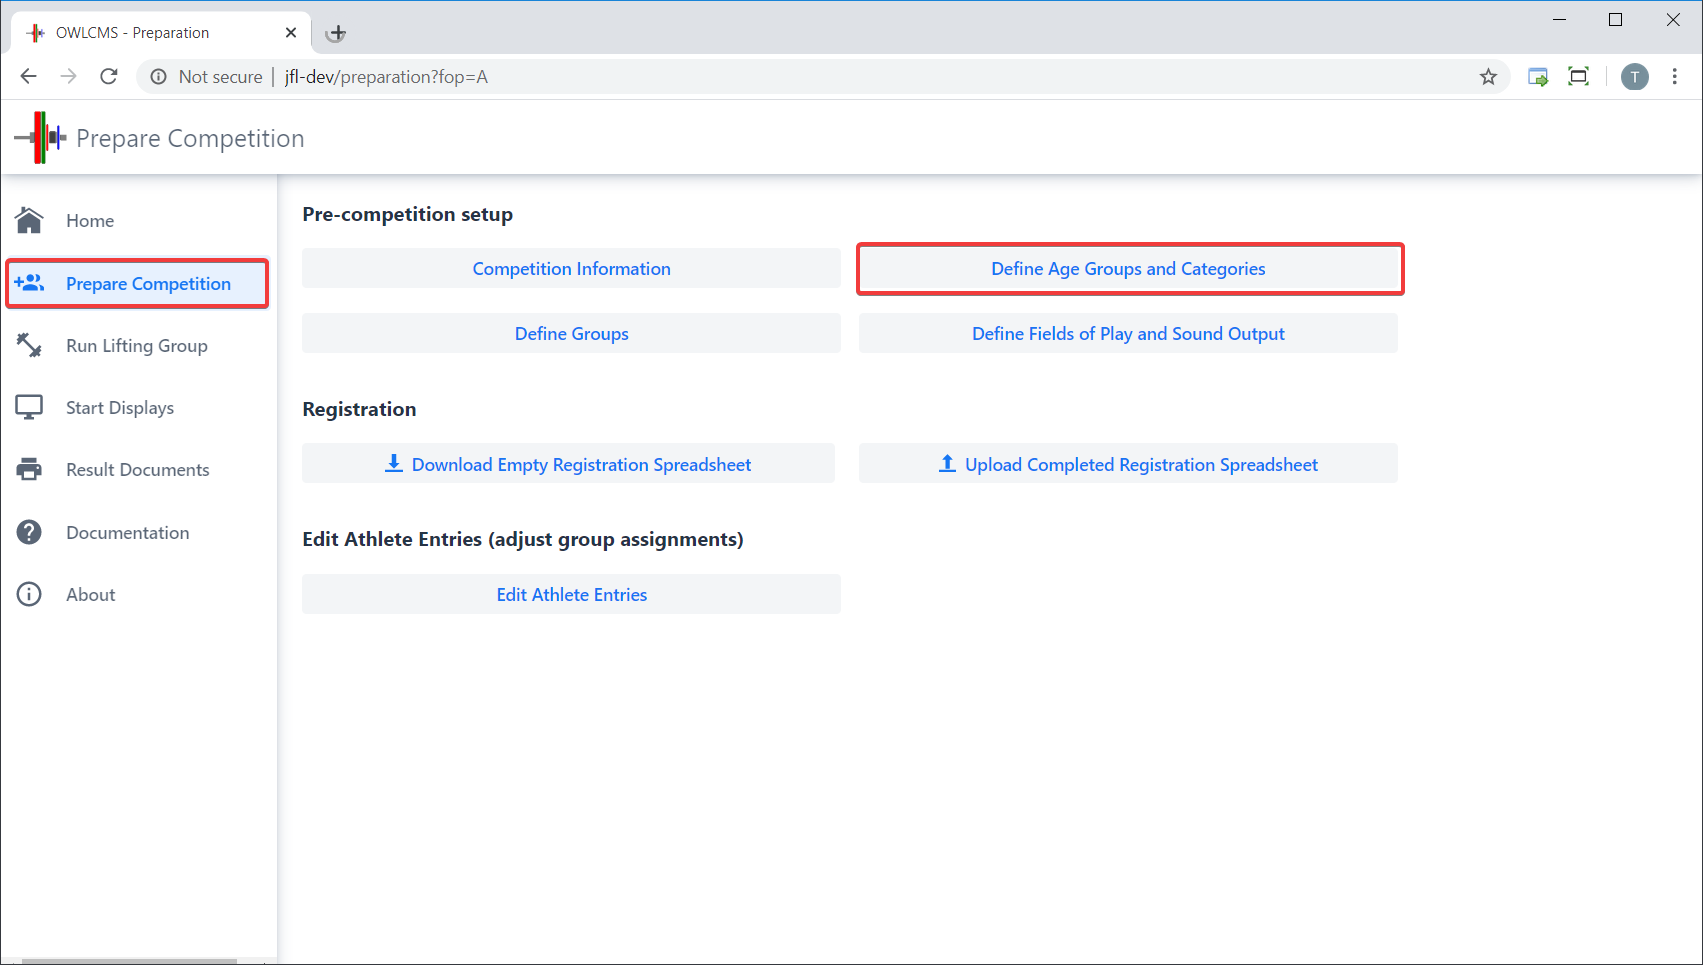 OWLCMS - Preparation
Not secure | jfl-dev/preparation?fop=A
T
Prepare Competition
Home
Prepare Competition
Run Lifting Group
Start Displays
Result Documents
Documentation
About
Pre-competition setup
Competition Information
Define Age Groups and Categories
Define Groups
Define Fields of Play and Sound Output
Registration
Download Empty Registration Spreadsheet
Upload Completed Registration Spreadsheet
Edit Athlete Entries (adjust group assignments)
Edit Athlete Entries